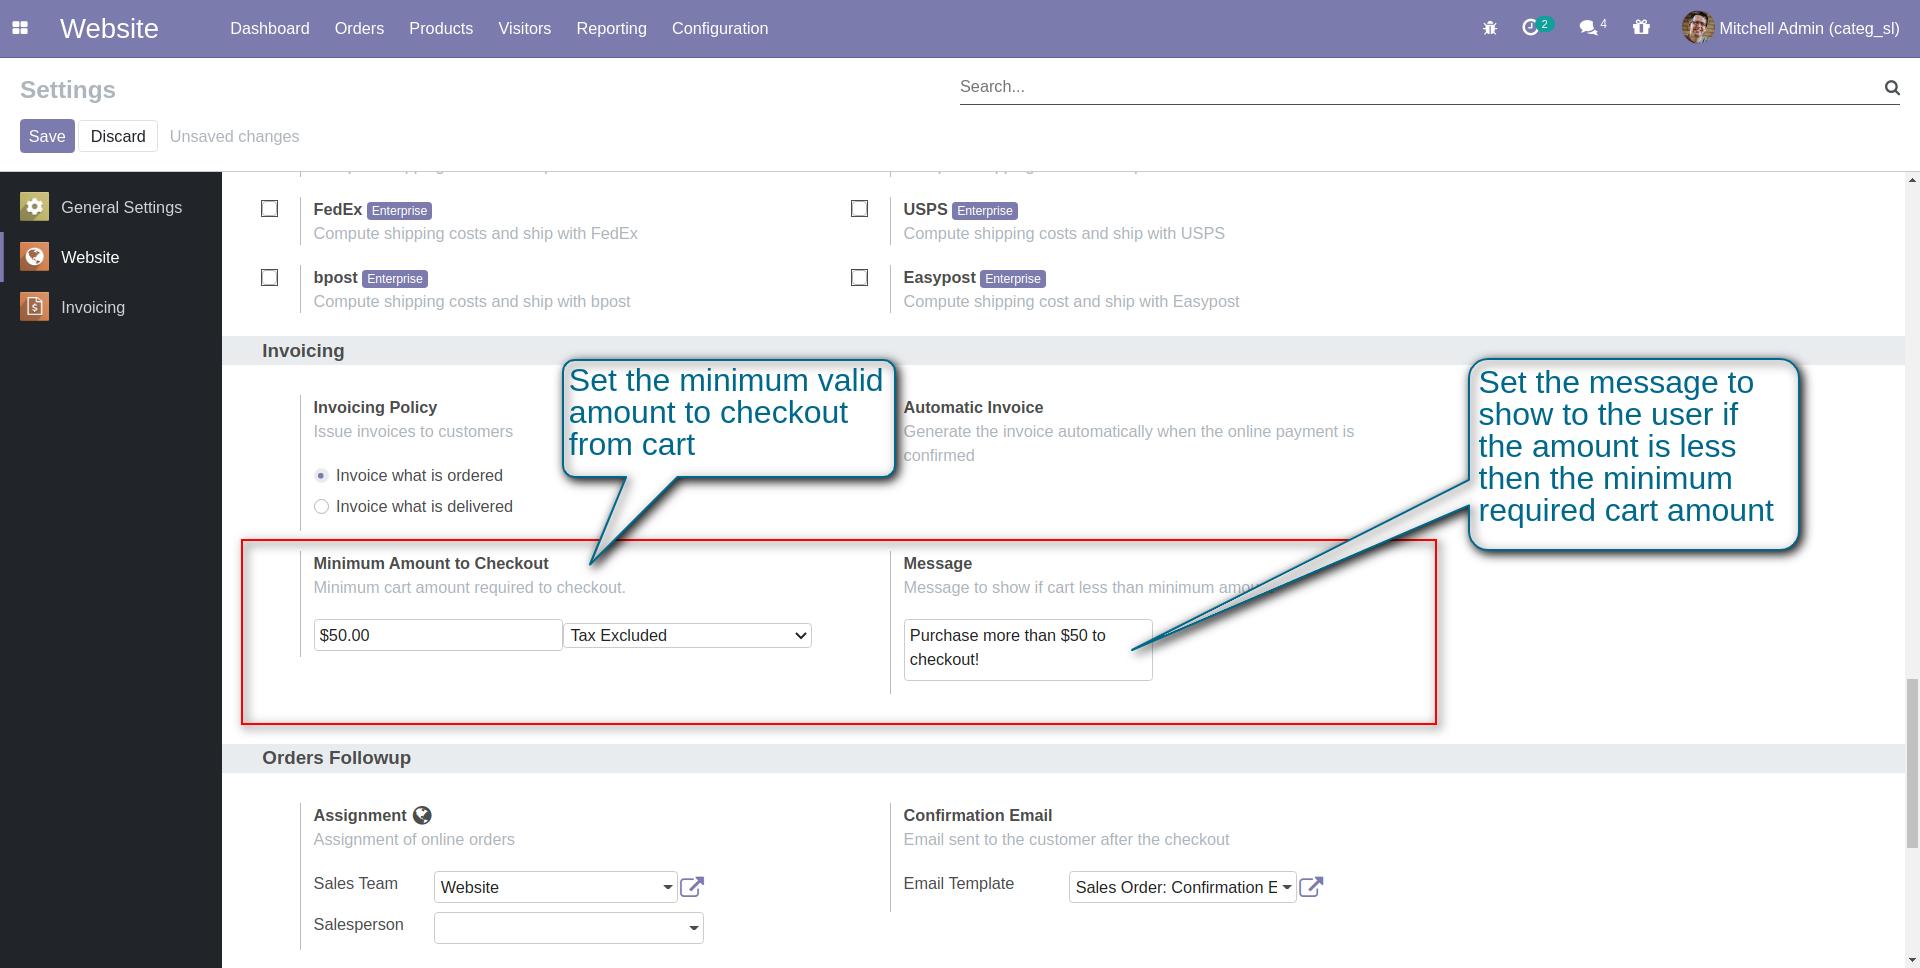 Website
Dashboard
Orders
Products
Visitors
Reporting
Configuration
2
4
Mitchell Admin (categ_sl)
Settings
Search...
Save
Discard
Unsaved changes
General Settings
Website
Invoicing
FedEx Enterprise
Compute shipping costs and ship with FedEx
USPS Enterprise
Compute shipping costs and ship with USPS
bpost Enterprise
Compute shipping costs and ship with bpost
Easypost Enterprise
Compute shipping cost and ship with Easypost
Invoicing
Set the minimum valid
amount to checkout
from cart
Set the message to
show to the user if
the amount is less
then the minimum
required cart amount
Invoicing Policy
Issue invoices to customers
Invoice what is ordered
Invoice what is delivered
Automatic Invoice
Generate the invoice automatically when the online payment is
confirmed
Minimum Amount to Checkout
Minimum cart amount required to checkout.
$50.00
Tax Excluded
Message
Message to show if cart less than minimum
Purchase more than $50 to
checkout!
Orders Followup
Assignment
Assignment of online orders
Sales Team
Website
Salesperson
Confirmation Email
Email sent to the customer after the checkout
Email Template
Sales Order: Confirmation E